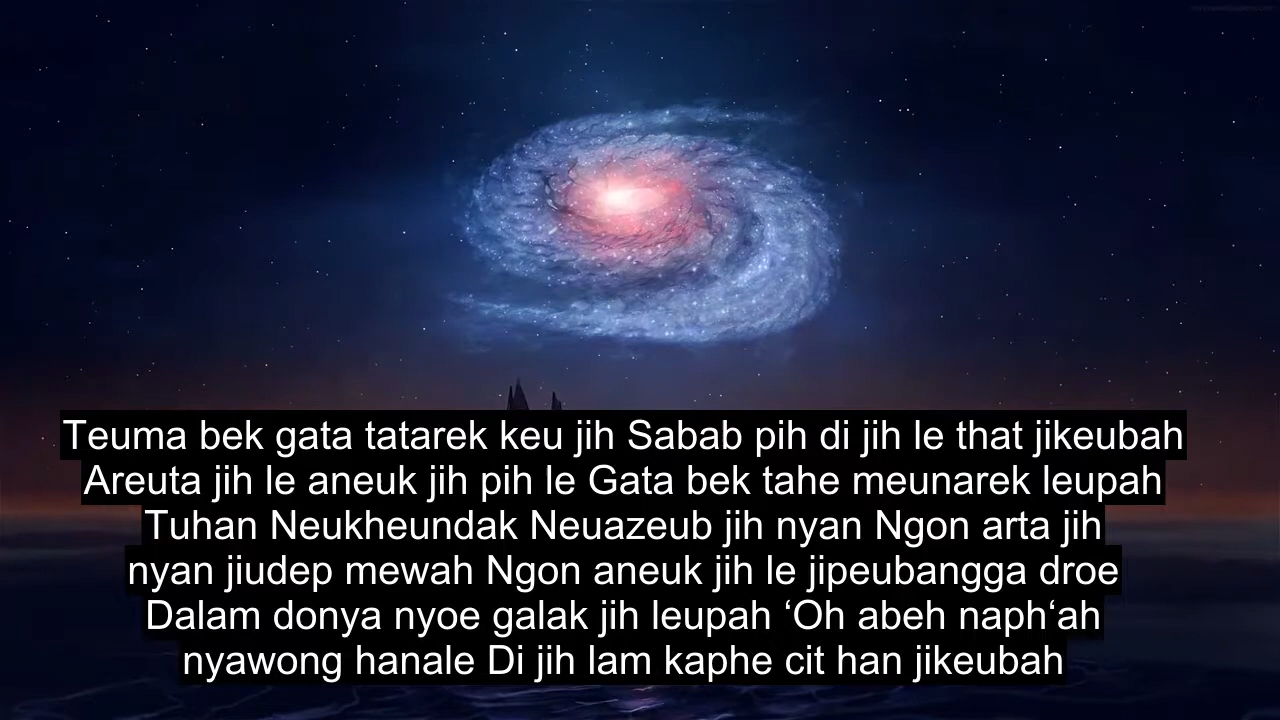 Teuma bek gata tatarek keu jih Sabab pih di jih le that jikeubah
Areuta jih le aneuk jih pih le Gata bek tahe meunarek leupah
Tuhan Neukheundak Neuazeub jih nyan Ngon arta jih
nyan jiudep mewah Ngon aneuk jih le jipeubangga droe
Dalam donya nyoe galak jih leupah ‘Oh abeh naph‘ah
nyawong hanale Di jih lam kaphe cit han jikeubah